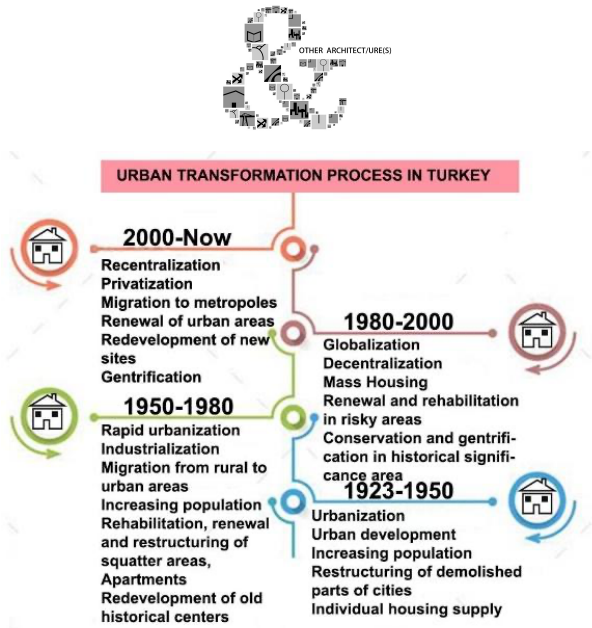 OTHER ARCHITECT/URE(S)
URBAN TRANSFORMATION PROCESS IN TURKEY
2000-Now
Recentralization
Privatization
Migration to metropoles
Renewal of urban areas
Redevelopment of new
sites
Gentrification
1980-2000
Globalization
Decentralization
Mass Housing
Renewal and rehabilitation
in risky areas
Conservation and gentrifi-
cation in historical signifi-
cance area
1950-1980
Rapid urbanization
Industrialization
Migration from rural to
urban areas
Increasing population
Rehabilitation, renewal
and restructuring of
squatter areas,
Apartments
Redevelopment of old
historical centers
1923-1950
Urbanization
Urban development
Increasing population
Restructuring of demolished
parts of cities
Individual housing supply